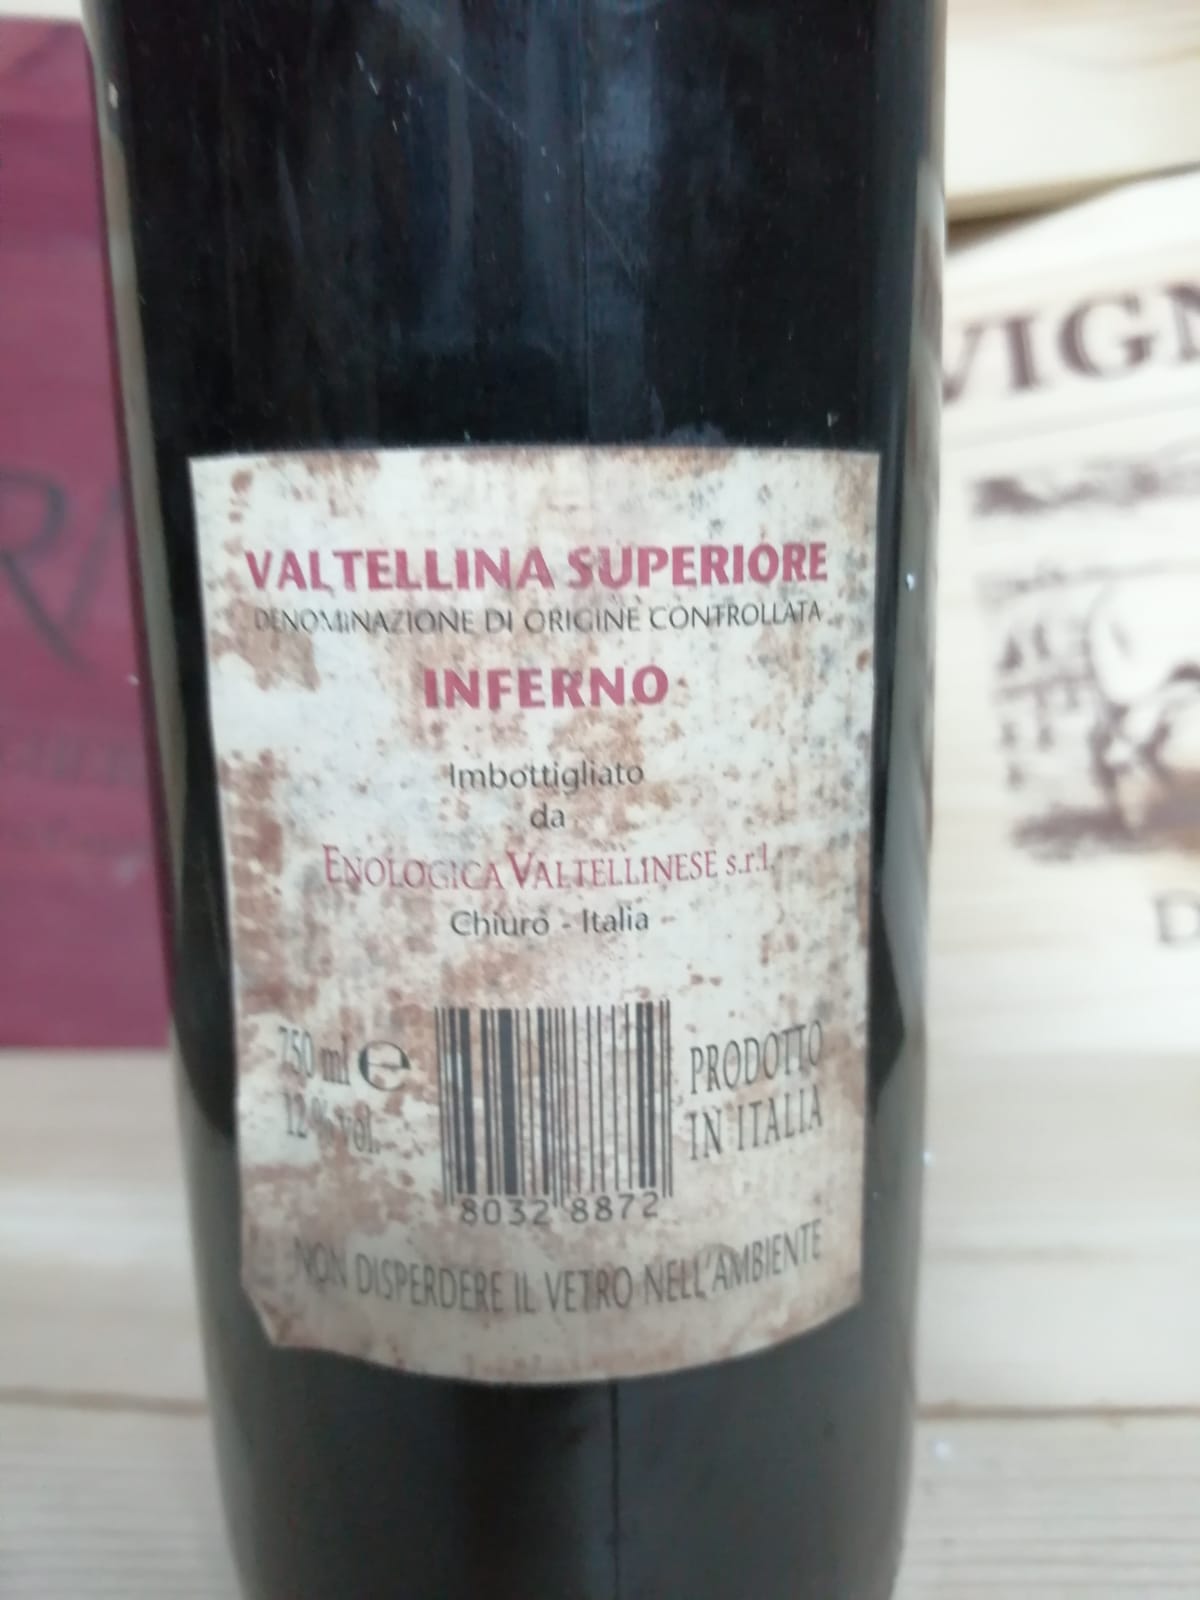 VALTELLINA SUPERIORE
DENOMINAZIONE DI ORIGINE CONTROLLATA
INFERNO
Imbottigliato
da
ENOLOGICA VALTELLINESE s.r.l.
Chiuro - Italia
750 ml e
12 % vol.
PRODOTTO
IN ITALIA
8032 8872
NON DISPERDERE IL VETRO NELL'AMBIENTE
VIGN
D